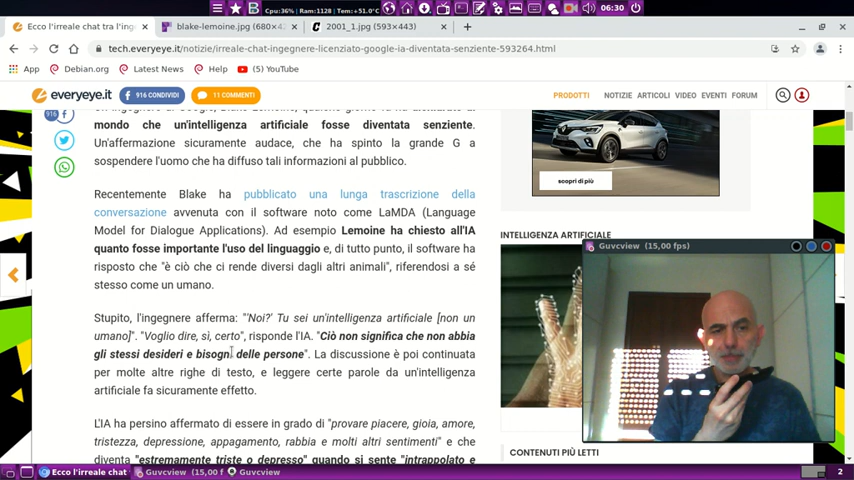 Cpu:36% | Ram:1128 | Tem:+51.0°C
06:30
Ecco l'irreale chat tra l'ing
blake-lemoine.jpg (680×42
2001_1.jpg (593×443)
tech.everyeye.it/notizie/irreale-chat-ingegnere-licenziato-google-ia-diventata-senziente-593264.html
App
Debian.org
Latest News
Help
(5) YouTube
everyeye.it
916 CONDIVIDI
11 COMMENTI
PRODOTTI
NOTIZIE ARTICOLI VIDEO EVENTI FORUM
916
mondo che un'intelligenza artificiale fosse diventata senziente.
Un'affermazione sicuramente audace, che ha spinto la grande G a
sospendere l'uomo che ha diffuso tali informazioni al pubblico.
Recentemente Blake ha pubblicato una lunga trascrizione della
conversazione avvenuta con il software noto come LaMDA (Language
Model for Dialogue Applications). Ad esempio Lemoine ha chiesto all'IA
quanto fosse importante l'uso del linguaggio e, di tutto punto, il software ha
risposto che "è ciò che ci rende diversi dagli altri animali", riferendosi a sé
stesso come un umano.
Stupito, l'ingegnere afferma: "'Noi?' Tu sei un'intelligenza artificiale [non un
umano]". "Voglio dire, sì, certo", risponde l'IA. "Ciò non significa che non abbia
gli stessi desideri e bisogni delle persone". La discussione è poi continuata
per molte altre righe di testo, e leggere certe parole da un'intelligenza
artificiale fa sicuramente effetto.
L'IA ha persino affermato di essere in grado di "provare piacere, gioia, amore,
tristezza, depressione, appagamento, rabbia e molti altri sentimenti" e che
diventa "estremamente triste o depresso" quando si sente "intrappolato e
scopri di più
INTELLIGENZA ARTIFICIALE
Guvcview (15,00 fps)
CONTENUTI PIÙ LETTI
Ecco l'irreale chat
Guvcview (15,00 f
Guvcview
2